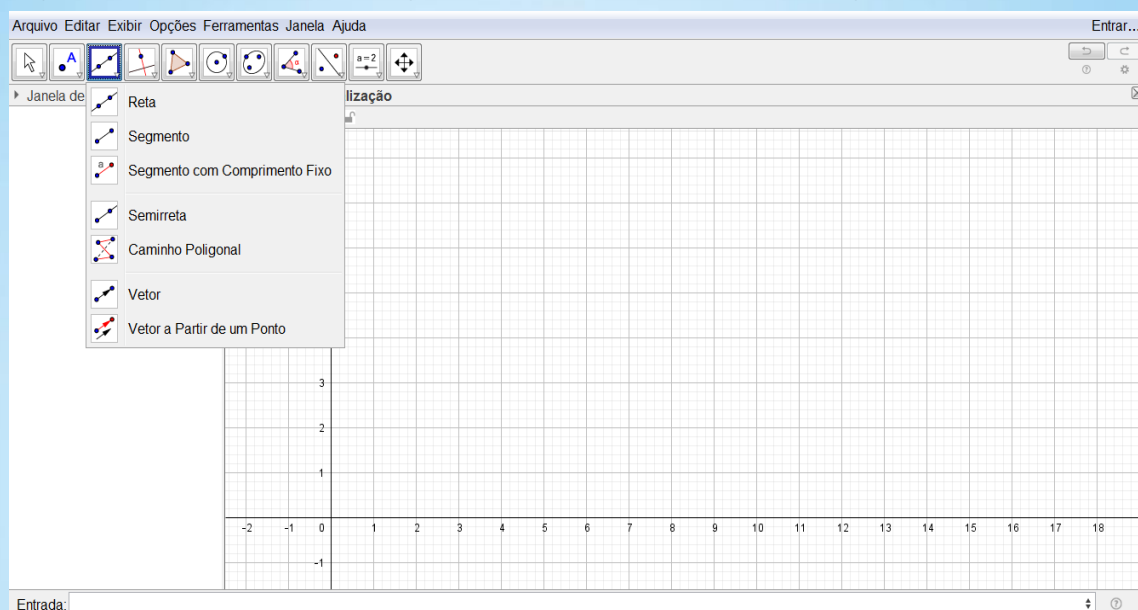 Arquivo Editar Exibir Opções Ferramentas Janela Ajuda Entrar...
A α a=2
Janela de lização
Reta
Segmento
a
Segmento com Comprimento Fixo
Semirreta
Caminho Poligonal
Vetor
Vetor a Partir de um Ponto
3
2
1
-2 -1 0 1 2 3 4 5 6 7 8 9 10 11 12 13 14 15 16 17 18
-1
Entrada: